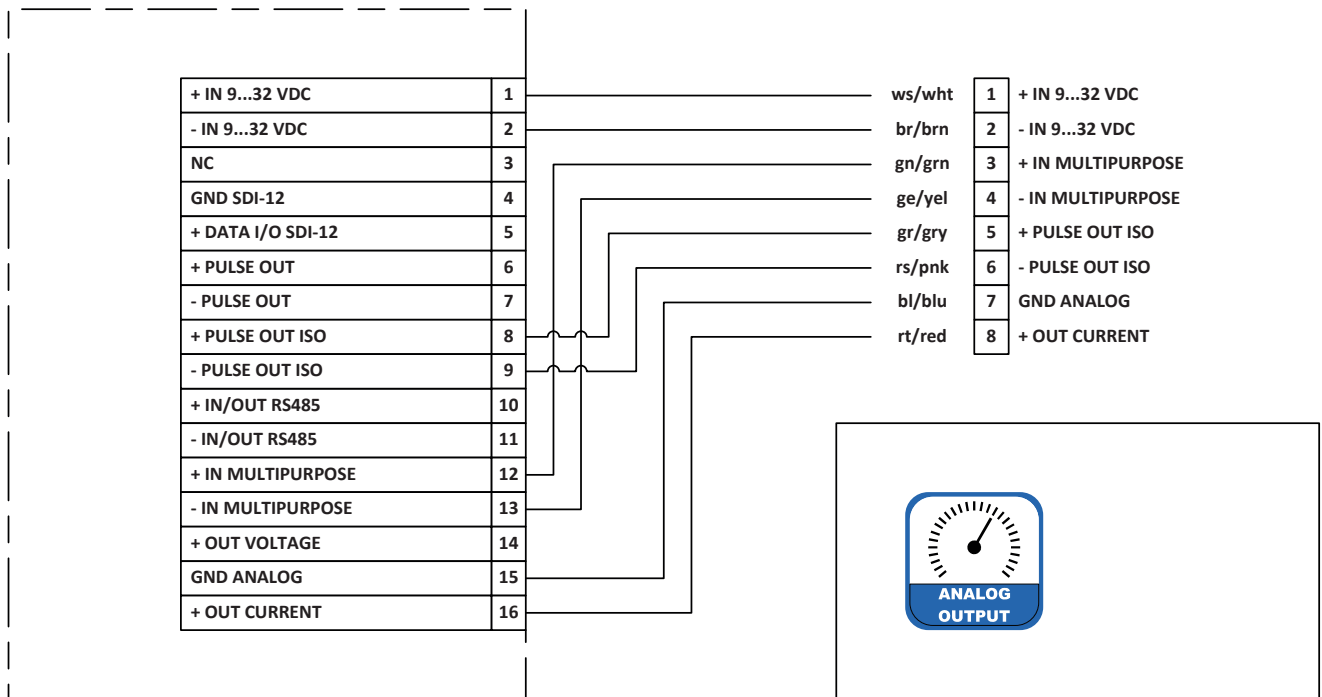 + IN 9...32 VDC 1
- IN 9...32 VDC 2
NC 3
GND SDI-12 4
+ DATA I/O SDI-12 5
+ PULSE OUT 6
- PULSE OUT 7
+ PULSE OUT ISO 8
- PULSE OUT ISO 9
+ IN/OUT RS485 10
- IN/OUT RS485 11
+ IN MULTIPURPOSE 12
- IN MULTIPURPOSE 13
+ OUT VOLTAGE 14
GND ANALOG 15
+ OUT CURRENT 16
ws/wht 1 + IN 9...32 VDC
br/brn 2 - IN 9...32 VDC
gn/grn 3 + IN MULTIPURPOSE
ge/yel 4 - IN MULTIPURPOSE
gr/gry 5 + PULSE OUT ISO
rs/pnk 6 - PULSE OUT ISO
bl/blu 7 GND ANALOG
rt/red 8 + OUT CURRENT
ANALOG
OUTPUT